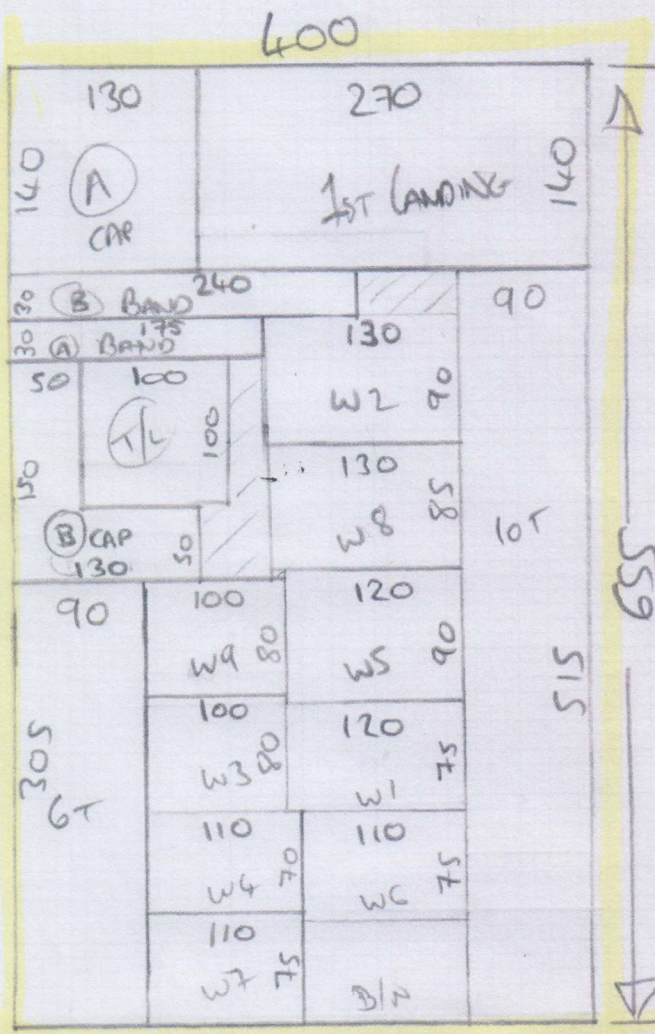 400
130
270
140
A
CAP
1ST LANDING
140
30
B BAND 240
90
30
A BAND 175
130
W2
90
50
100
T/L
100
150
130
W8
85
10T
655
B CAP
130
50
90
100
W9
80
120
W5
90
515
305
6T
100
W3
80
120
W1
75
110
W4
70
110
W6
75
110
W7
75
B/N